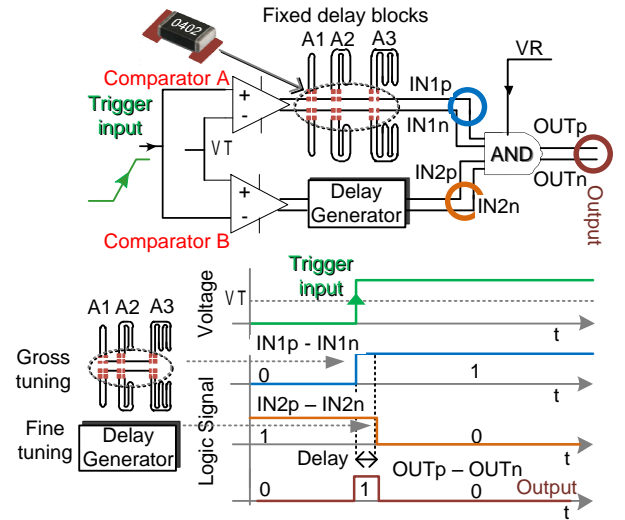 Fixed delay blocks
0402
A1 A2 A3
VR
Comparator A
IN1p
Trigger
input
+
-
IN1n
OUTp
VT
AND
IN2p
OUTn
+
-
Delay
Generator
IN2n
Output
Comparator B
Trigger
input
Voltage
VT
t
A1 A2 A3
IN1p - IN1n
Gross
tuning
0
1
t
Logic Signal
IN2p – IN2n
Fine
tuning
Delay
Generator
1
0
t
Delay
OUTp – OUTn
0
1
0
Output
t